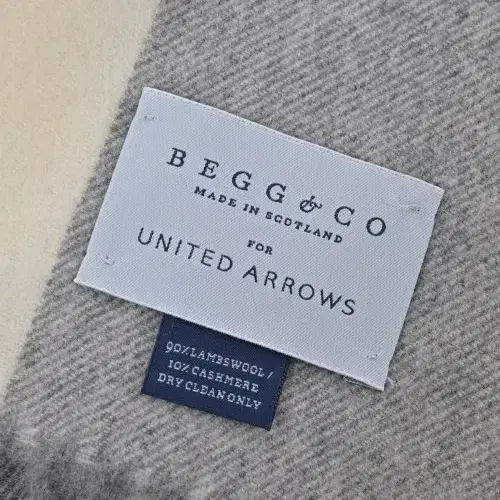 BEGG & CO
MADE IN SCOTLAND
FOR
UNITED ARROWS
90%LAMBSWOOL/
10%CASHMERE
DRY CLEAN ONLY